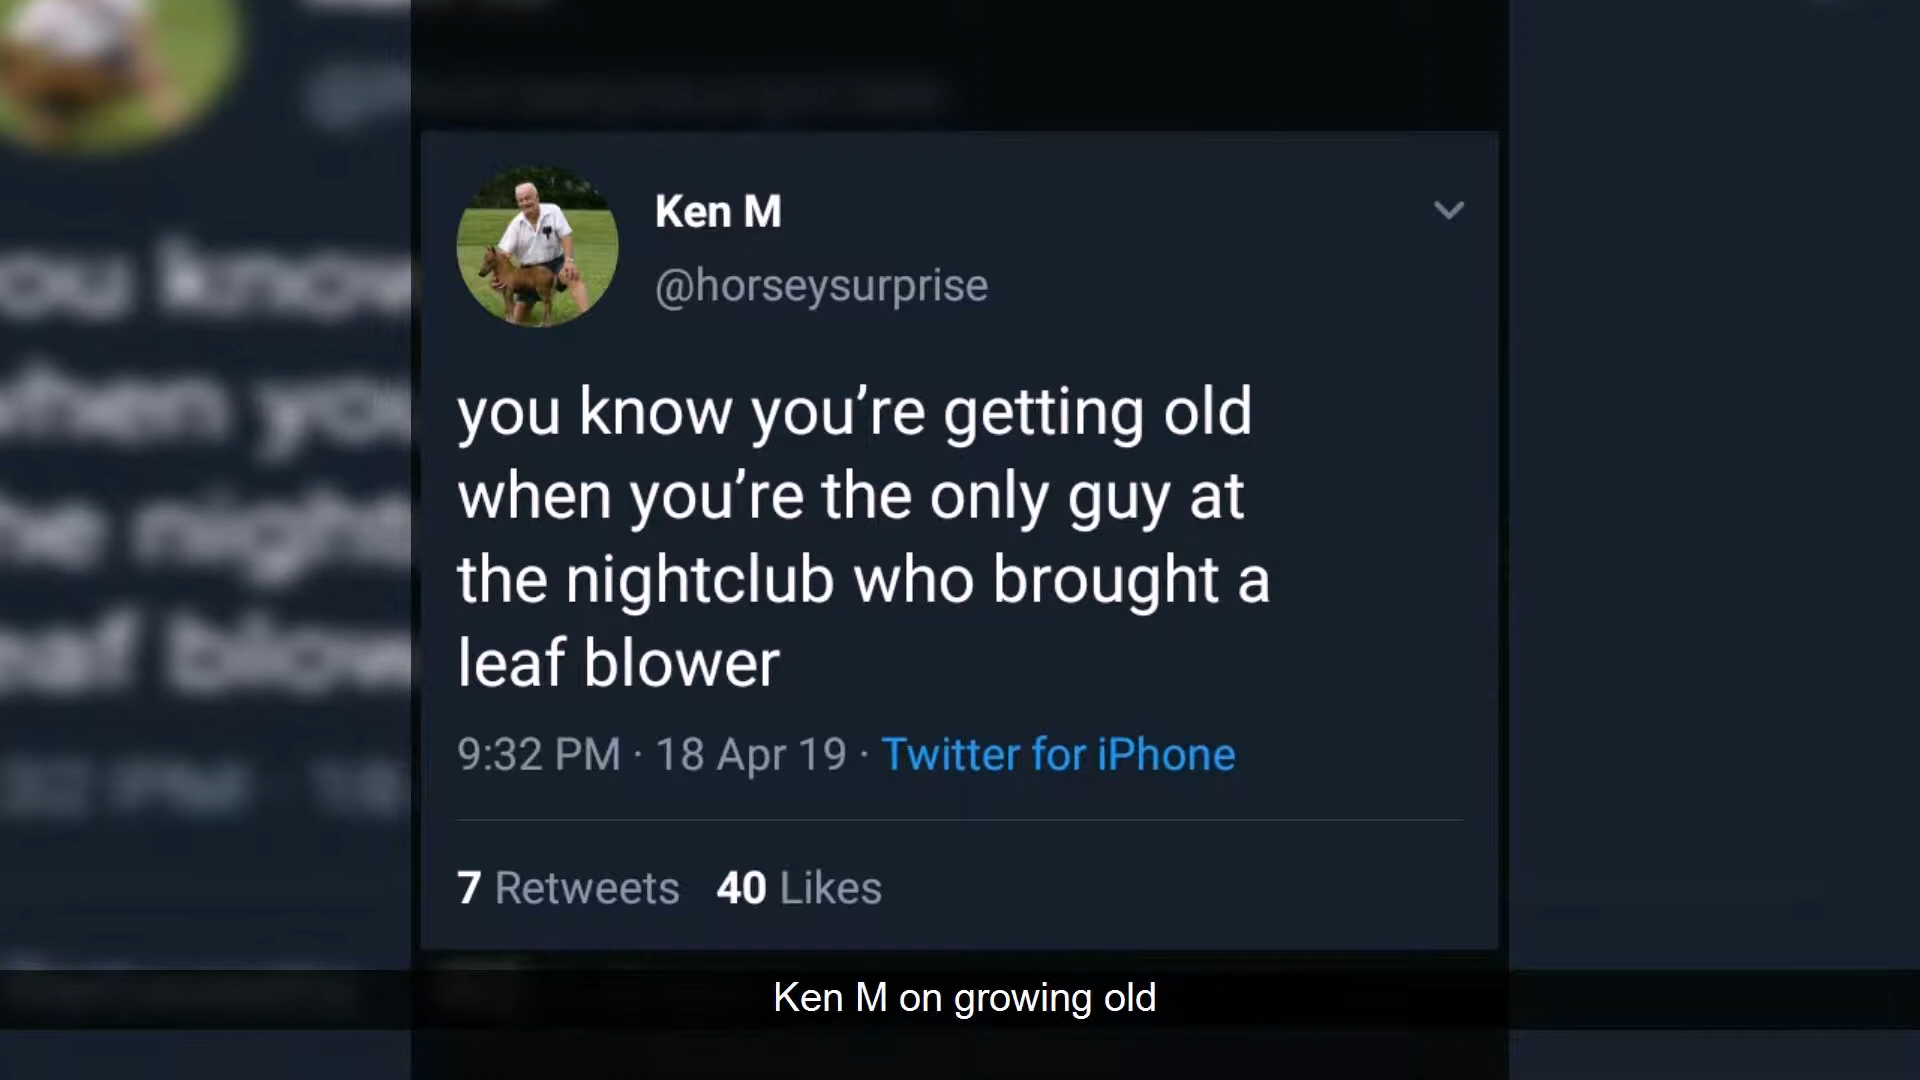 Ken M
@horseysurprise
you know you’re getting old
when you’re the only guy at
the nightclub who brought a
leaf blower
9:32 PM · 18 Apr 19 · Twitter for iPhone
7 Retweets 40 Likes
Ken M on growing old